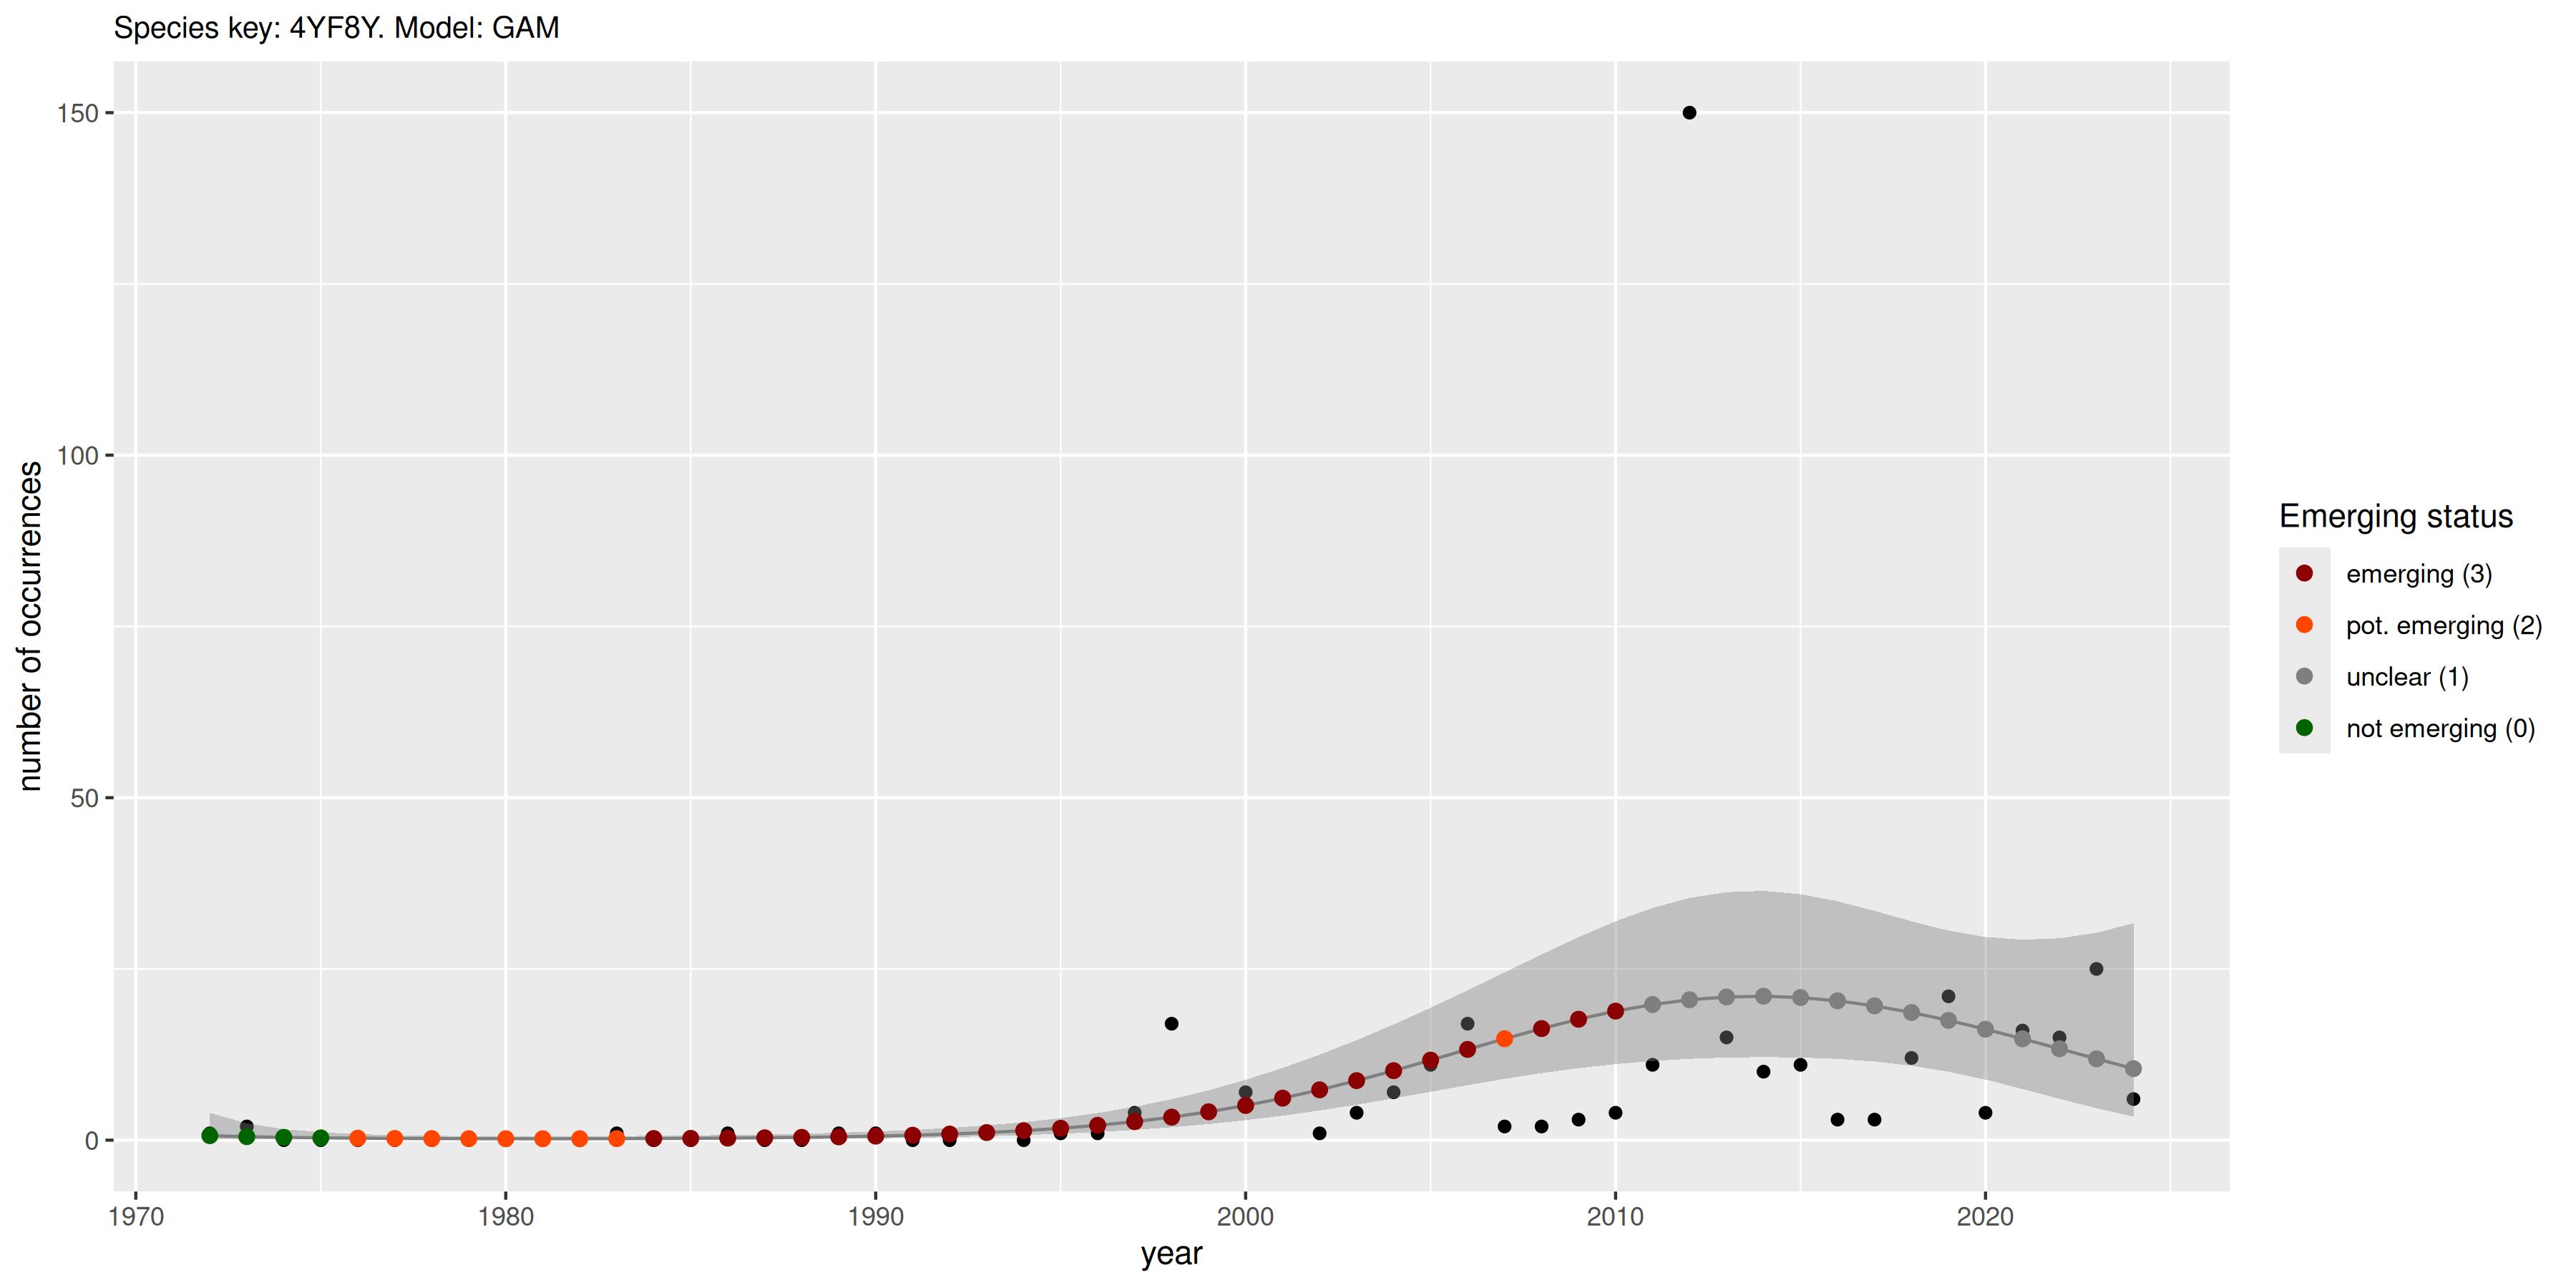 Species key: 4YF8Y. Model: GAM
150
100
50
0
number of occurrences
1970 1980 1990 2000 2010 2020
year
Emerging status
emerging (3)
pot. emerging (2)
unclear (1)
not emerging (0)